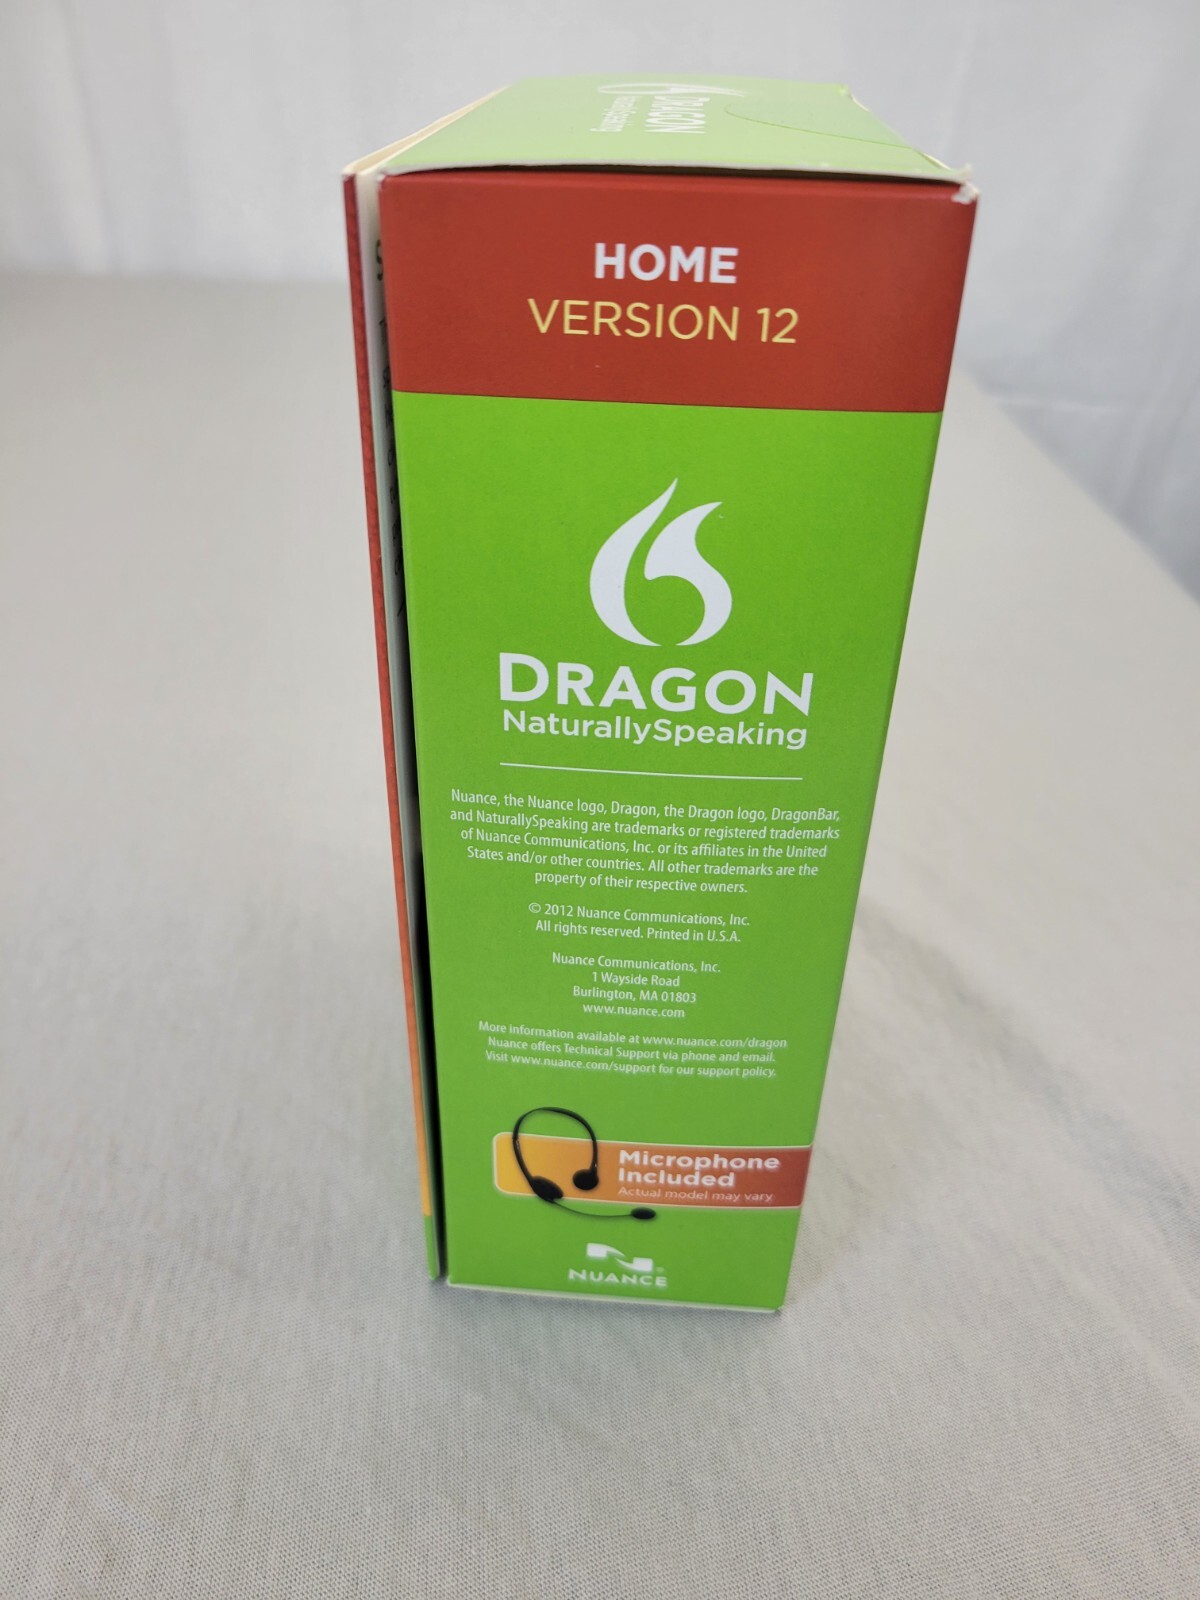 DRAGON
NaturallySpeaking
HOME
VERSION 12
DRAGON
NaturallySpeaking
Nuance, the Nuance logo, Dragon, the Dragon logo, DragonBar,
and NaturallySpeaking are trademarks or registered trademarks
of Nuance Communications, Inc. or its affiliates in the United
States and/or other countries. All other trademarks are the
property of their respective owners.
© 2012 Nuance Communications, Inc.
All rights reserved. Printed in U.S.A.
Nuance Communications, Inc.
1 Wayside Road
Burlington, MA 01803
www.nuance.com
More information available at www.nuance.com/dragon
Nuance offers Technical Support via phone and email.
Visit www.nuance.com/support for our support policy.
Microphone
Included
Actual model may vary
NUANCE